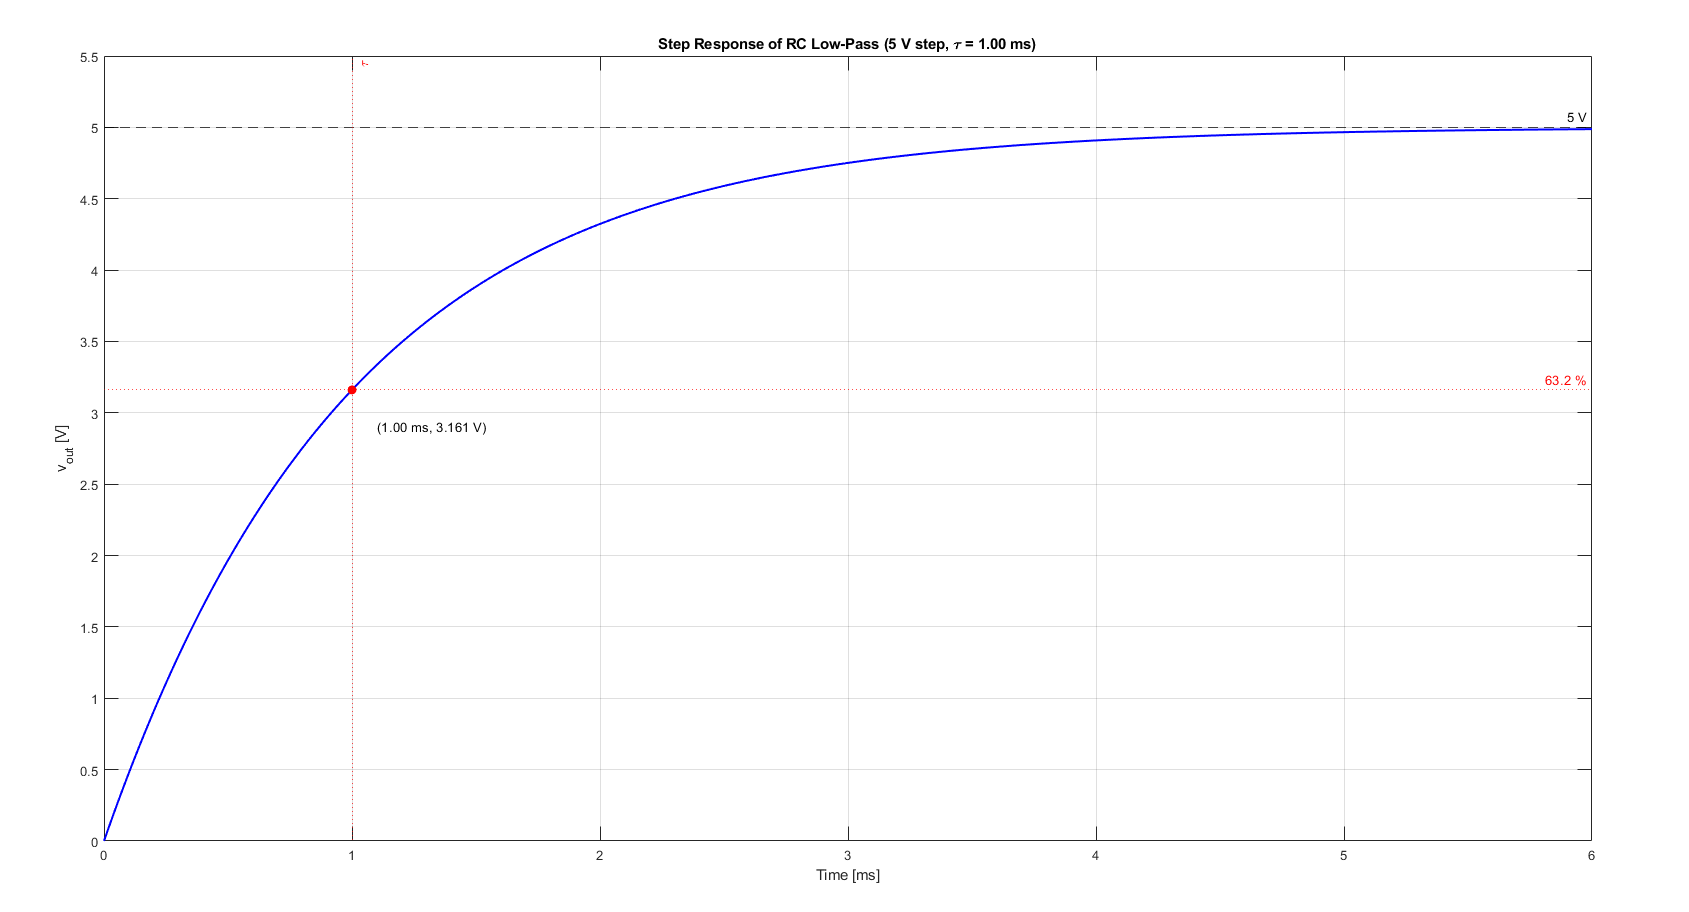 Step Response of RC Low-Pass (5 V step, τ = 1.00 ms)
τ
5.5
5
4.5
4
3.5
3
2.5
2
1.5
1
0.5
0
v_out [V]
5 V
63.2 %
(1.00 ms, 3.161 V)
0 1 2 3 4 5 6
Time [ms]